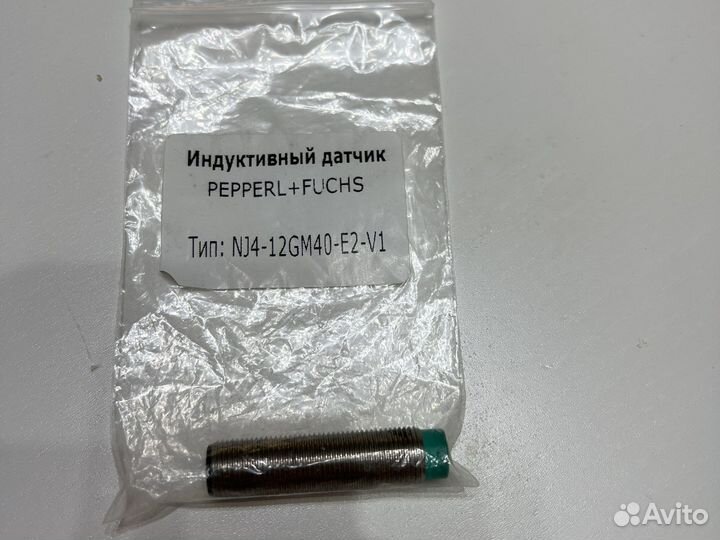 Индуктивный датчик
PEPPERL+FUCHS
Тип: NJ4-12GM40-E2-V1
Avito